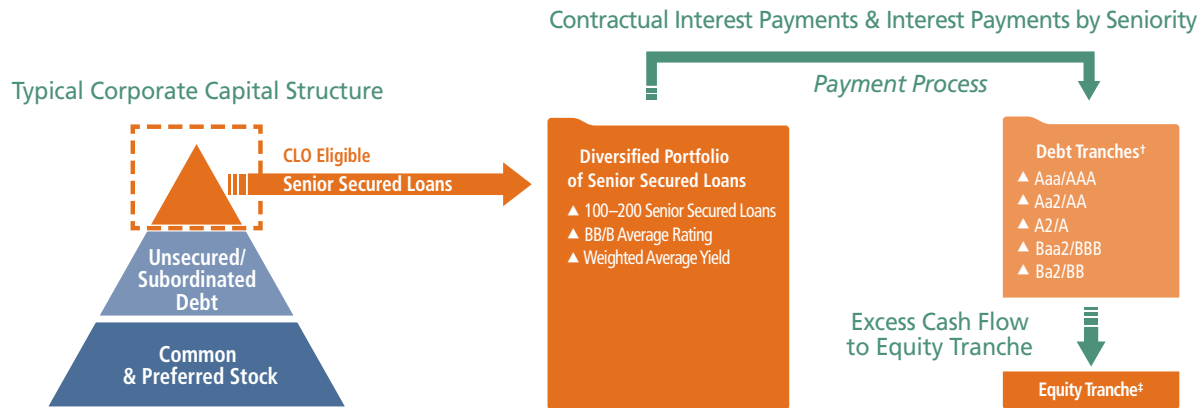 Contractual Interest Payments & Interest Payments by Seniority
Payment Process
Typical Corporate Capital Structure
CLO Eligible
Senior Secured Loans
Unsecured/
Subordinated
Debt
Common
& Preferred Stock
Diversified Portfolio
of Senior Secured Loans
▲ 100–200 Senior Secured Loans
▲ BB/B Average Rating
▲ Weighted Average Yield
Debt Tranches†
▲ Aaa/AAA
▲ Aa2/AA
▲ A2/A
▲ Baa2/BBB
▲ Ba2/BB
Excess Cash Flow
to Equity Tranche
Equity Tranche‡